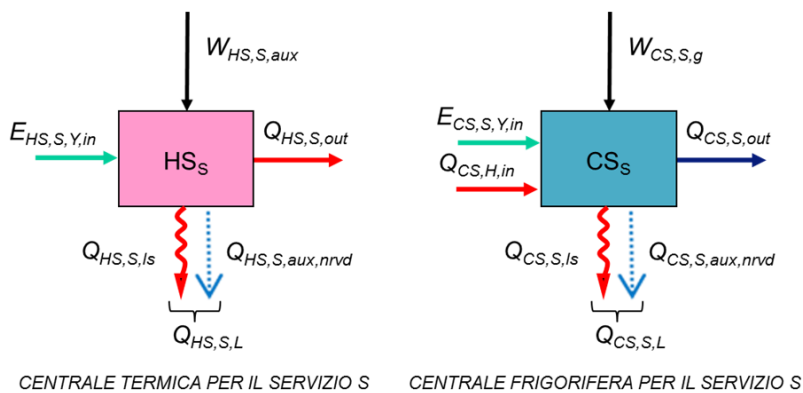 W_HS,S,aux
E_HS,S,Y,in
HS_S
Q_HS,S,out
Q_HS,S,ls
Q_HS,S,aux,nrvd
Q_HS,S,L
CENTRALE TERMICA PER IL SERVIZIO S
W_CS,S,g
E_CS,S,Y,in
Q_CS,H,in
CS_S
Q_CS,S,out
Q_CS,S,ls
Q_CS,S,aux,nrvd
Q_CS,S,L
CENTRALE FRIGORIFERA PER IL SERVIZIO S